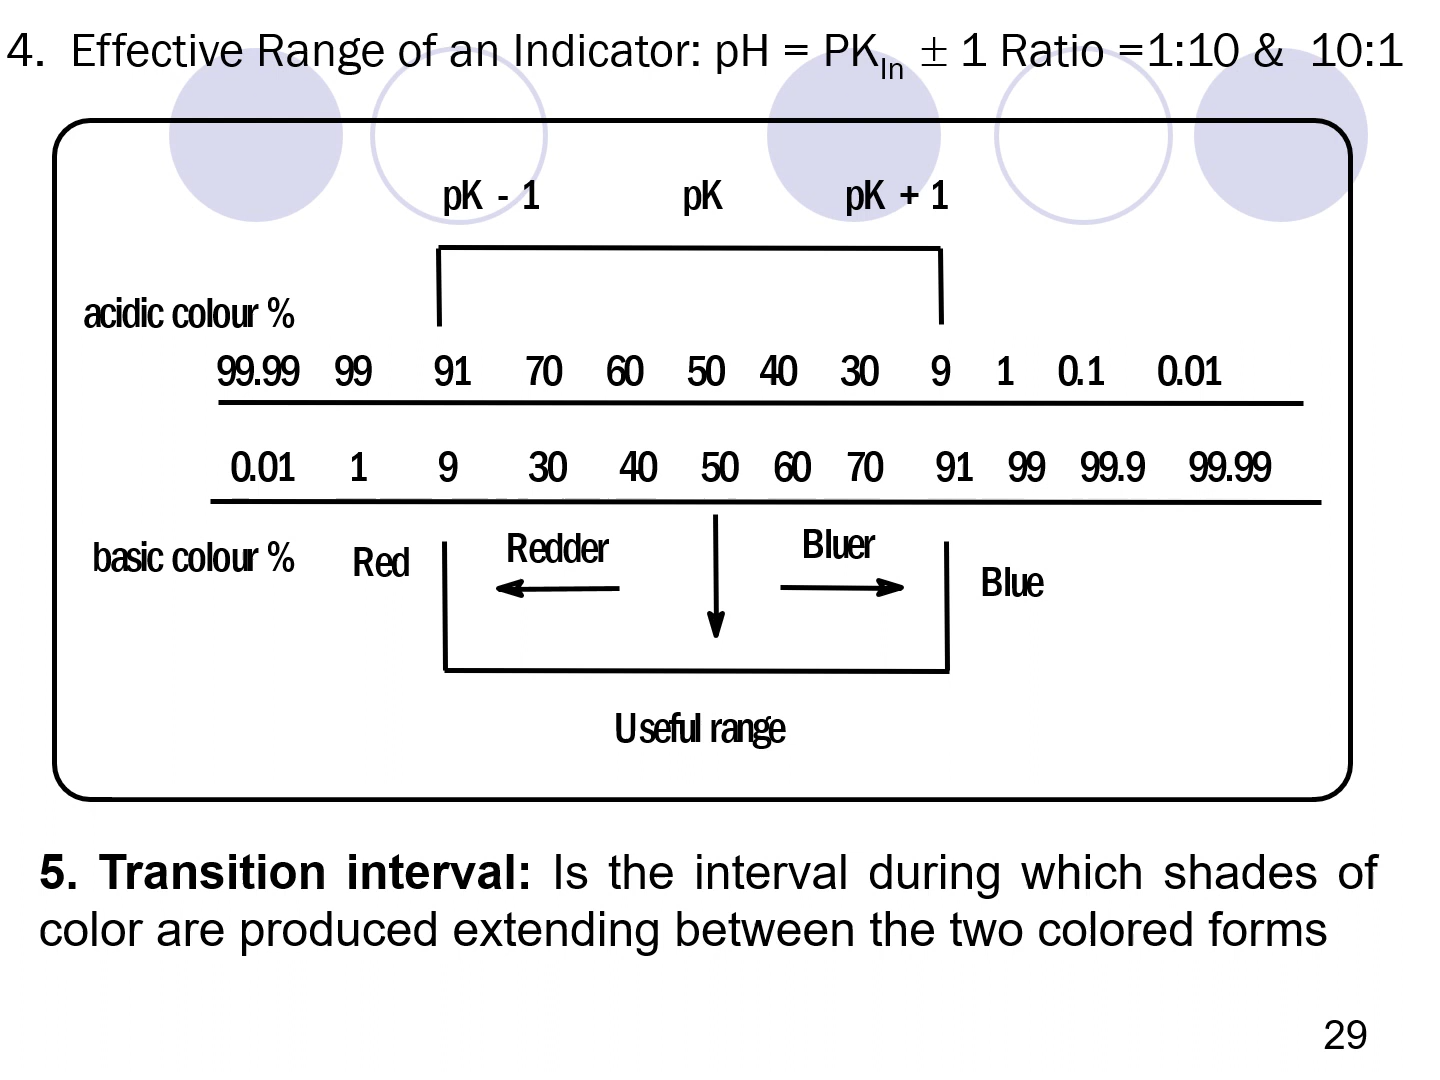 4. Effective Range of an Indicator: pH = PKIn ± 1 Ratio =1:10 & 10:1
pK - 1 pK pK + 1
acidic colour %
99.99 99 91 70 60 50 40 30 9 1 0.1 0.01
0.01 1 9 30 40 50 60 70 91 99 99.9 99.99
basic colour % Red Redder Bluer Blue
Useful range
5. Transition interval: Is the interval during which shades of
color are produced extending between the two colored forms
29